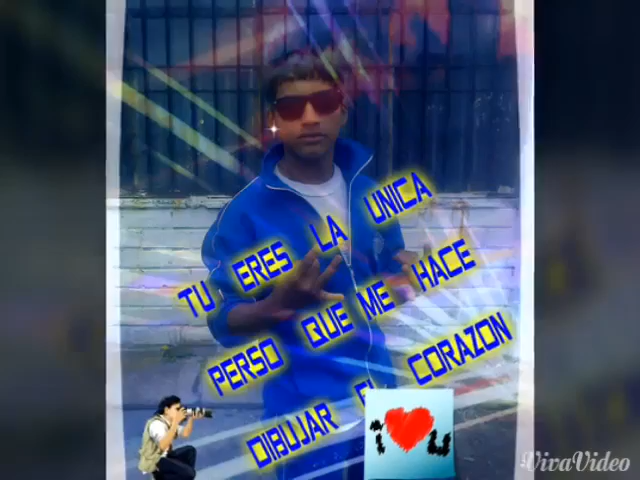 TU ERES LA UNICA
PERSO QUE ME HACE
DIBUJAR EL CORAZON
I U
VivaVideo